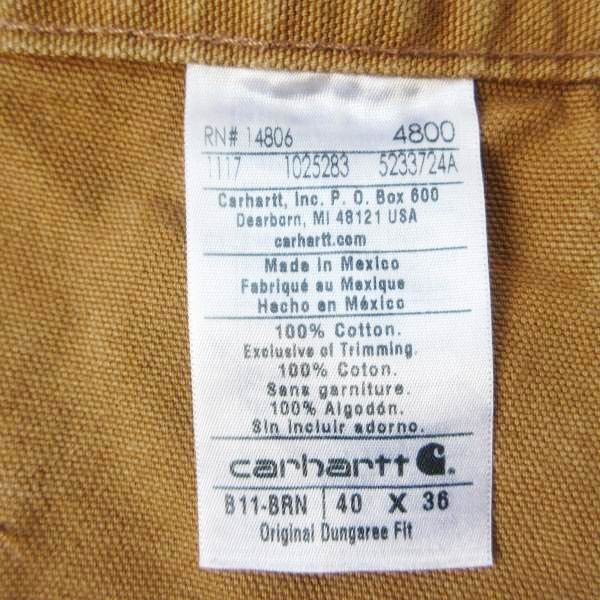 RN# 14806 4800
1117 1025283 5233724A
Carhartt, Inc. P. O. Box 600
Dearborn, MI 48121 USA
carhartt.com
Made in Mexico
Fabriqué au Mexique
Hecho en México
100% Cotton.
Exclusive of Trimming.
100% Coton.
Sans garniture.
100% Algodón.
Sin incluir adorno.
carhartt
B11-BRN 40 X 36
Original Dungaree Fit